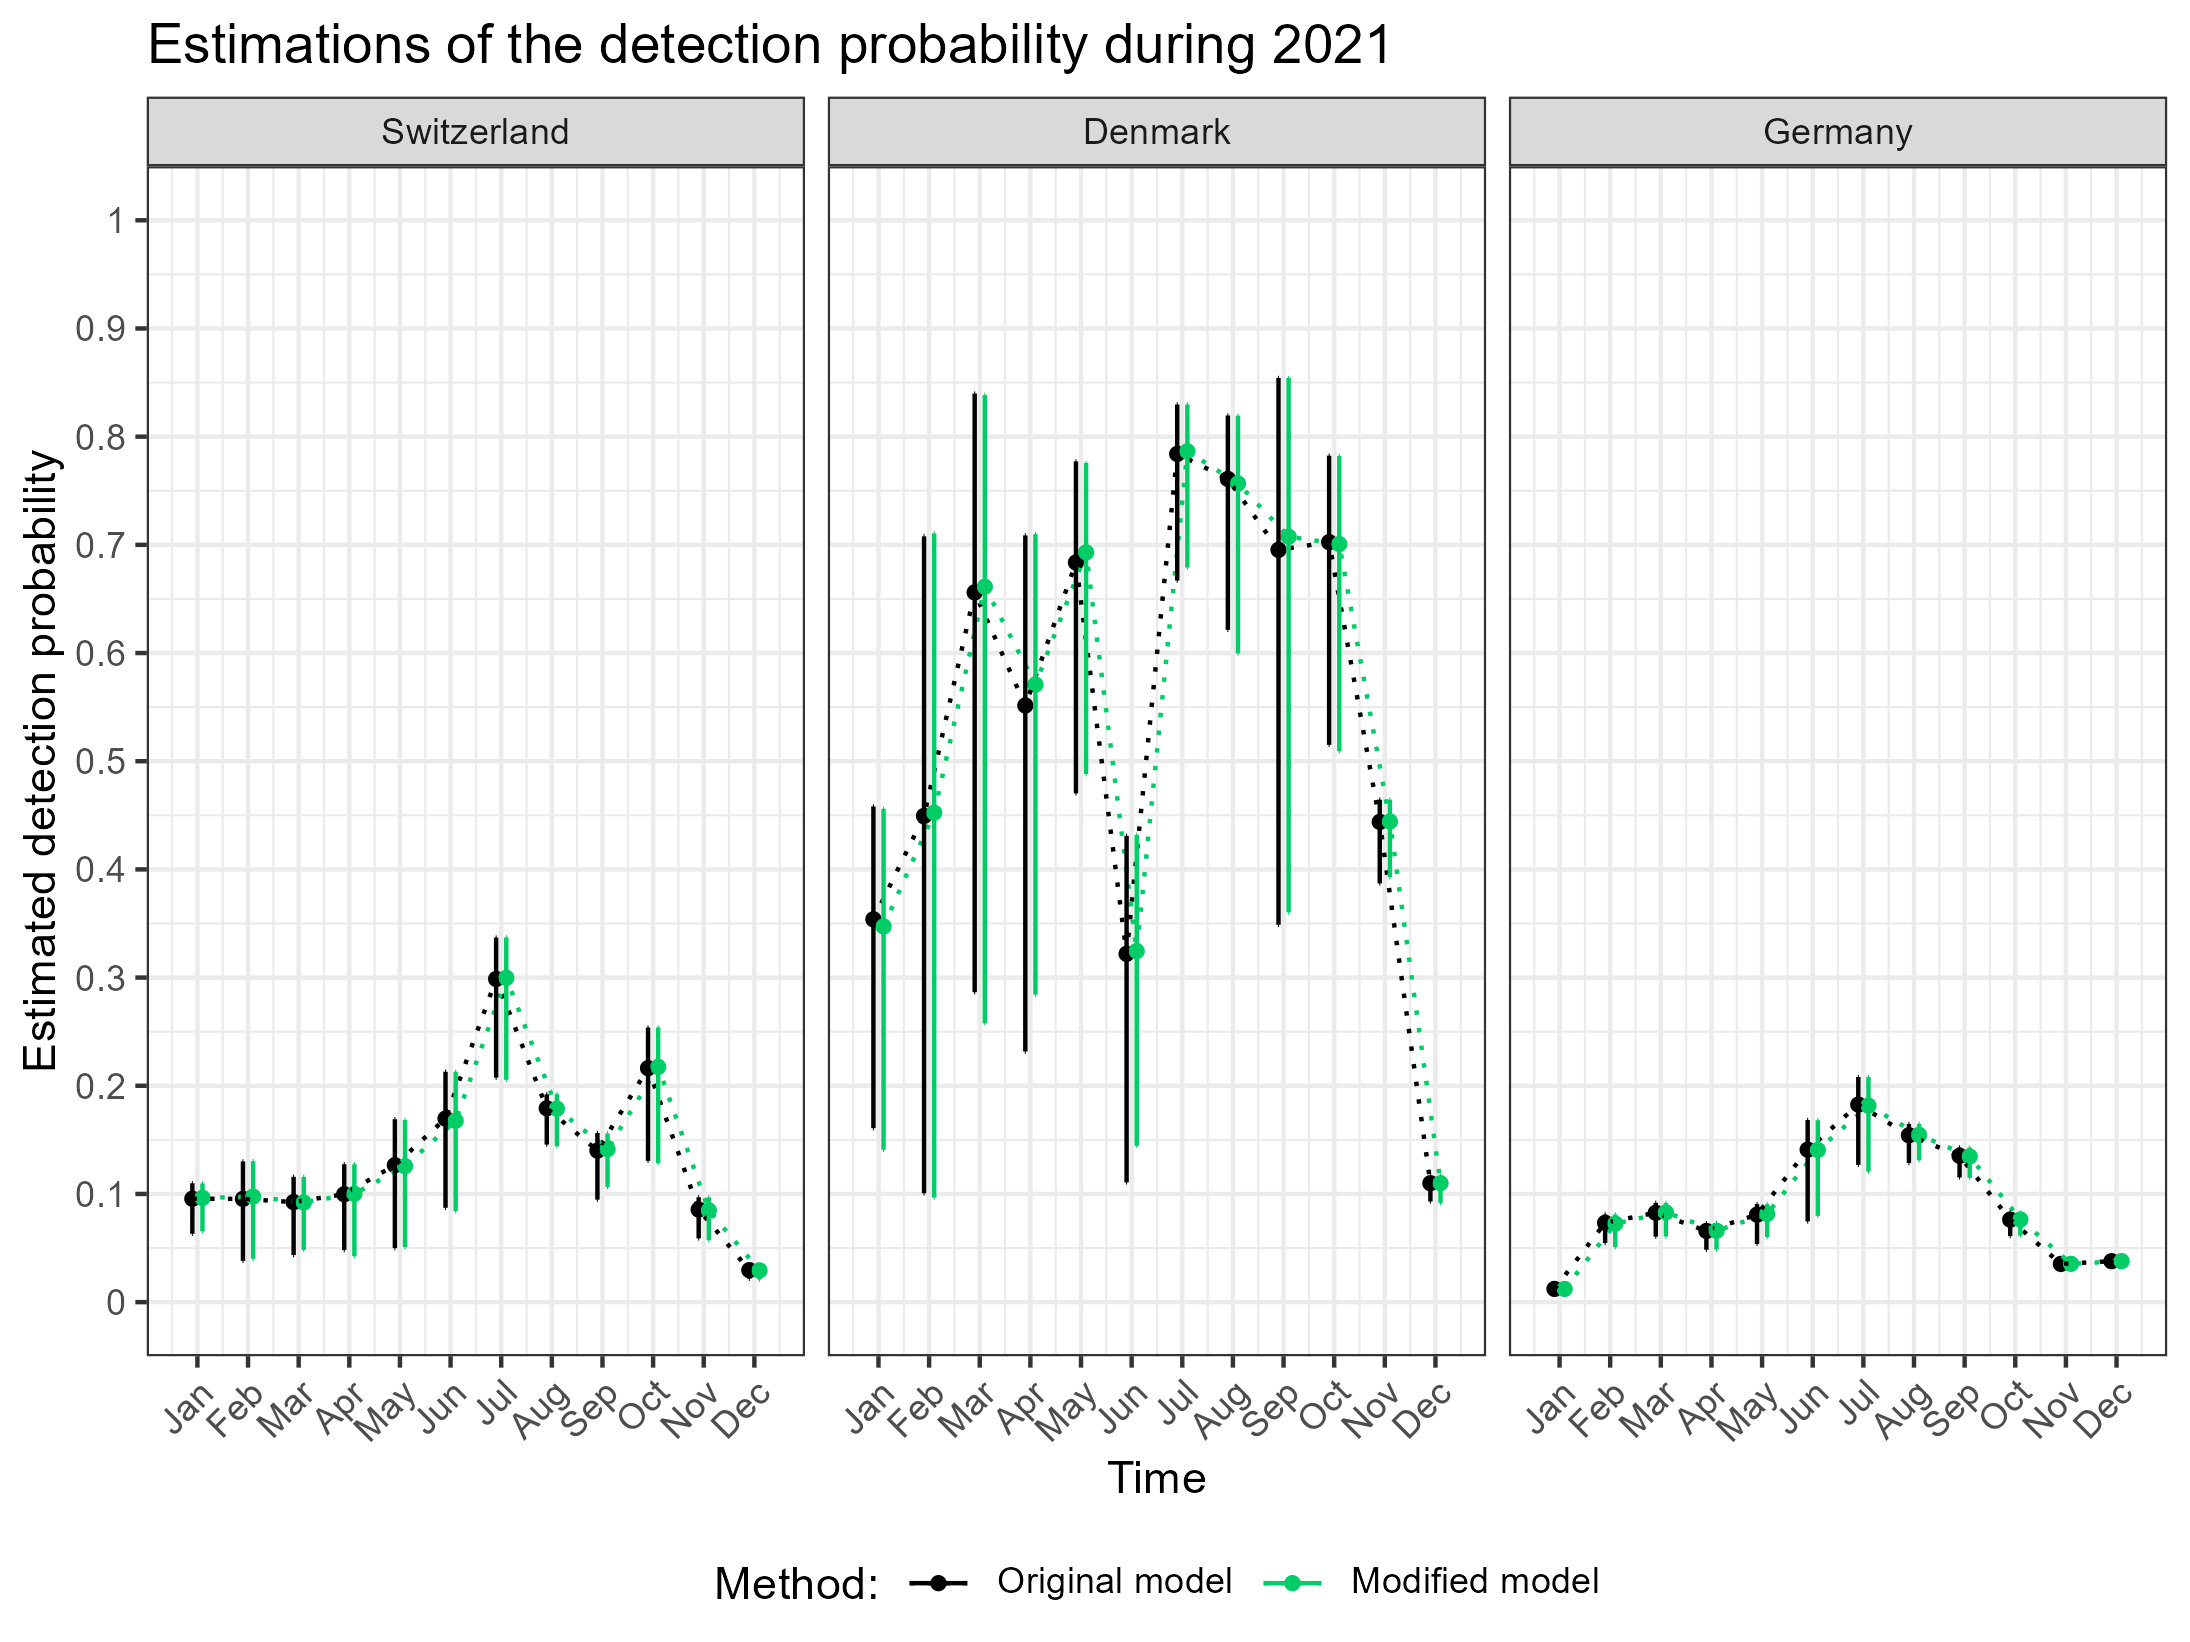 Estimations of the detection probability during 2021
Switzerland
Denmark
Germany
Estimated detection probability
1
0.9
0.8
0.7
0.6
0.5
0.4
0.3
0.2
0.1
0
Jan Feb Mar Apr May Jun Jul Aug Sep Oct Nov Dec
Jan Feb Mar Apr May Jun Jul Aug Sep Oct Nov Dec
Jan Feb Mar Apr May Jun Jul Aug Sep Oct Nov Dec
Time
Method: Original model Modified model